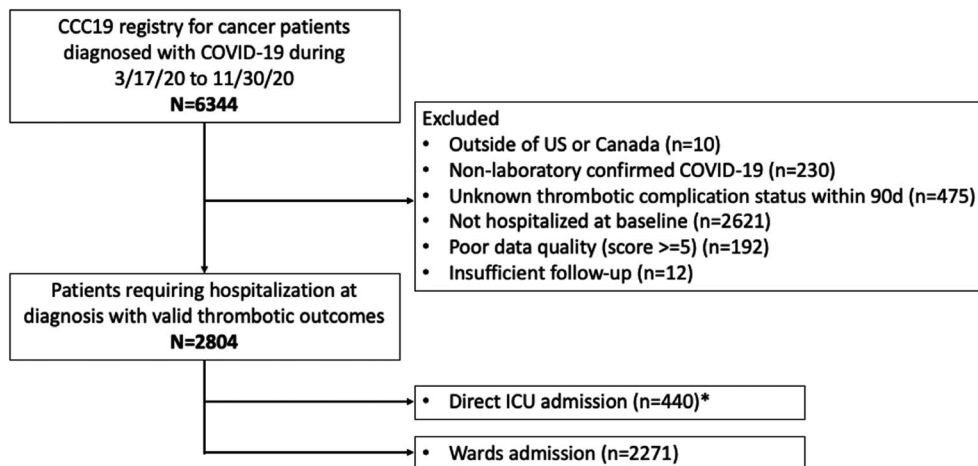 CCC19 registry for cancer patients
diagnosed with COVID-19 during
3/17/20 to 11/30/20
N=6344
Excluded
• Outside of US or Canada (n=10)
• Non-laboratory confirmed COVID-19 (n=230)
• Unknown thrombotic complication status within 90d (n=475)
• Not hospitalized at baseline (n=2621)
• Poor data quality (score >=5) (n=192)
• Insufficient follow-up (n=12)
Patients requiring hospitalization at
diagnosis with valid thrombotic outcomes
N=2804
• Direct ICU admission (n=440)*
• Wards admission (n=2271)